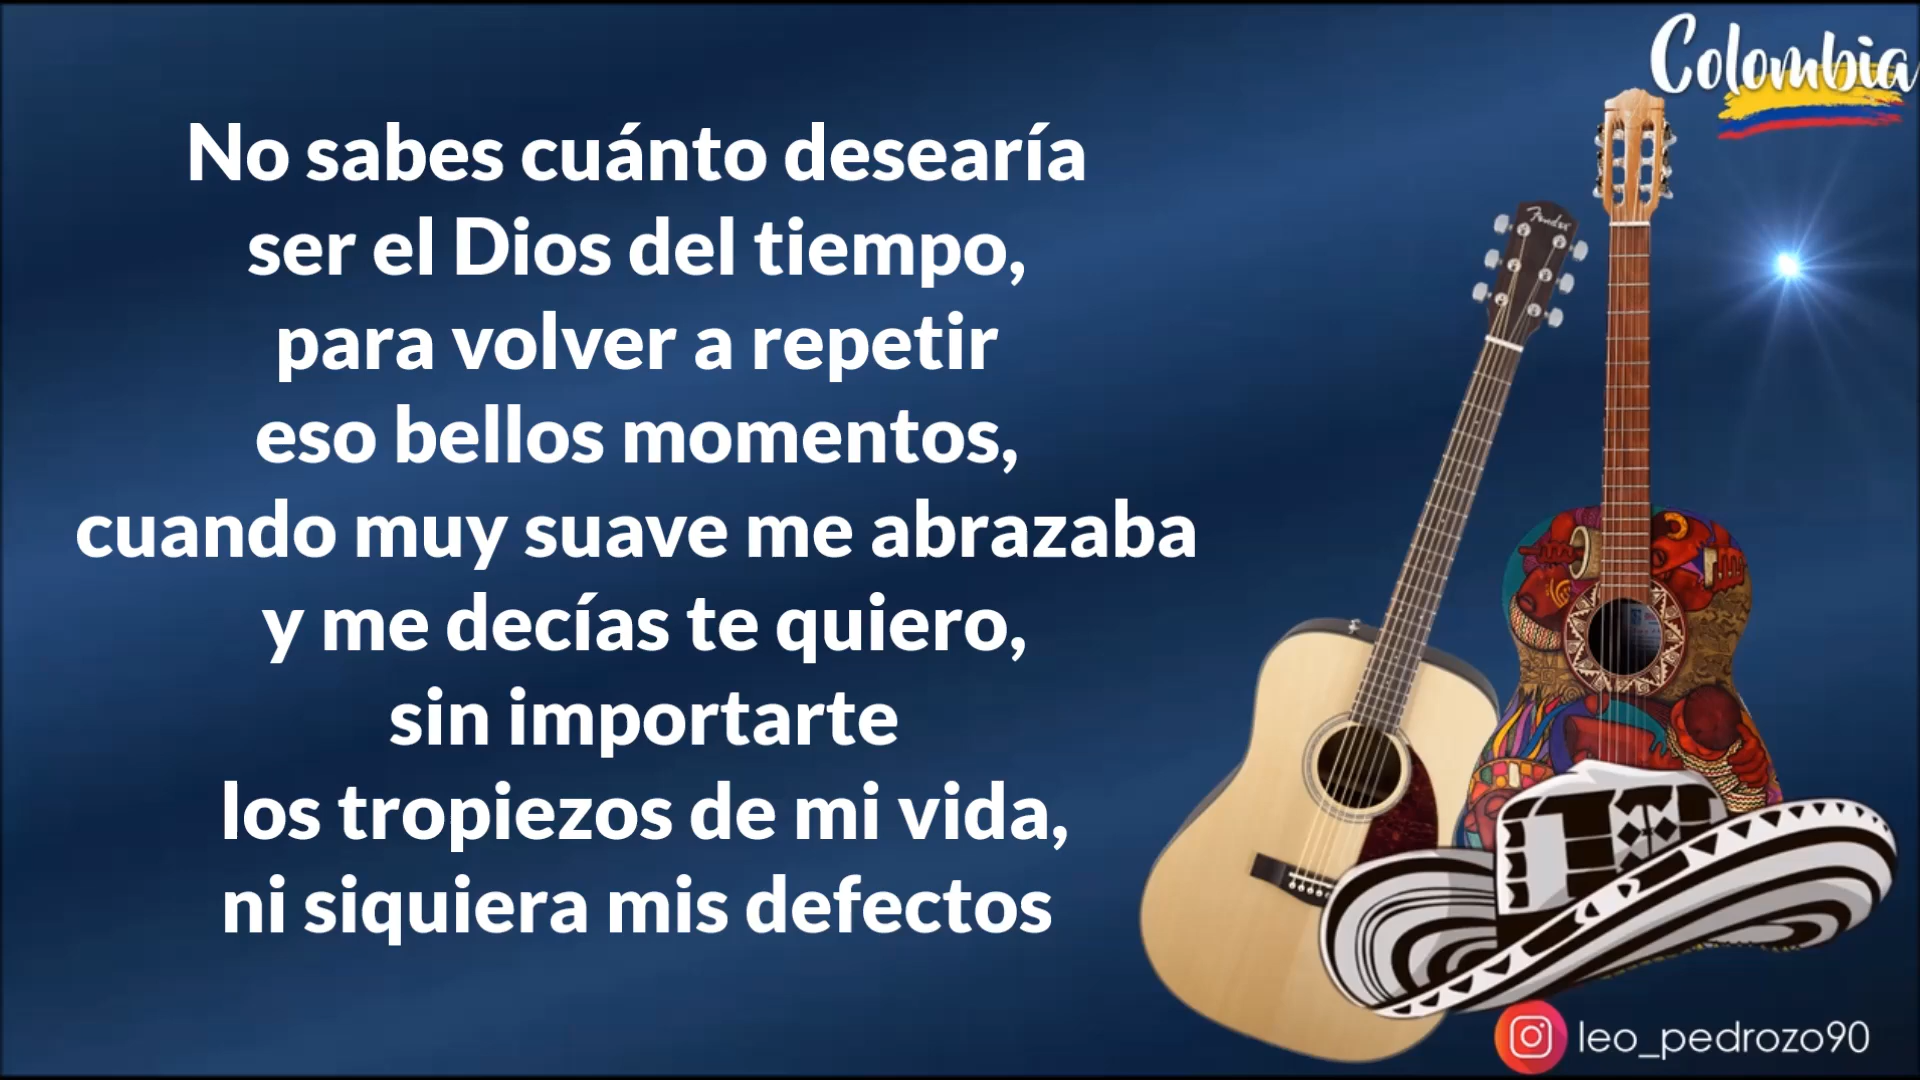 Colombia
No sabes cuánto desearía
ser el Dios del tiempo,
para volver a repetir
eso bellos momentos,
cuando muy suave me abrazaba
y me decías te quiero,
sin importarte
los tropiezos de mi vida,
ni siquiera mis defectos
Fender
leo_pedrozo90